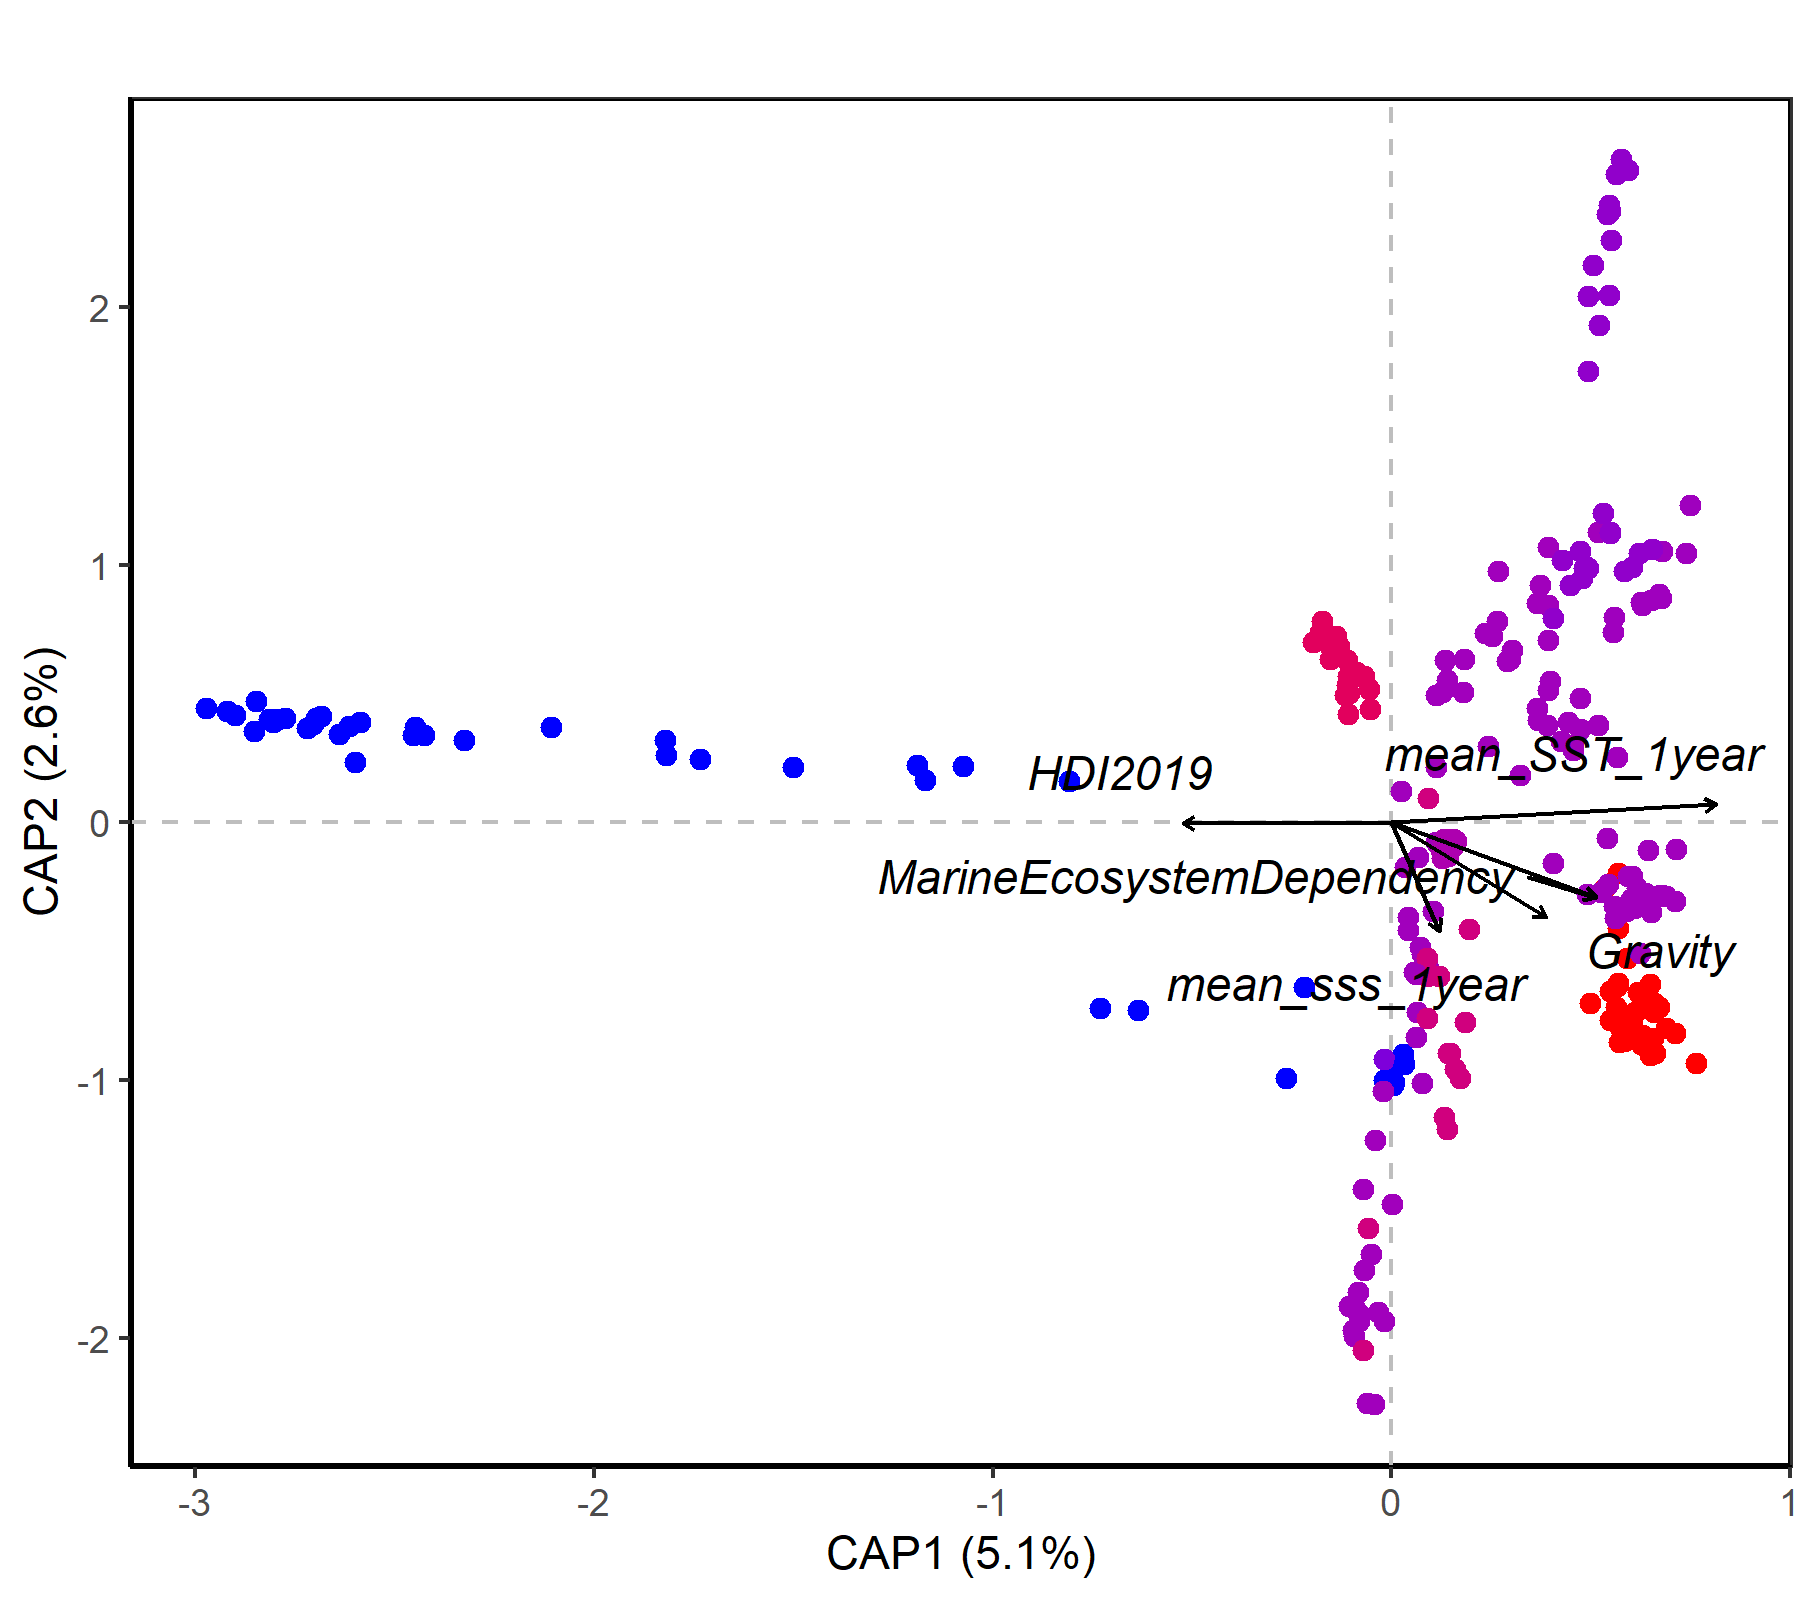 2
1
0
-1
-2
CAP2 (2.6%)
mean_SST_1year
HDI2019
MarineEcosystemDependency
Gravity
mean_sss_1year
-3
-2
-1
0
1
CAP1 (5.1%)